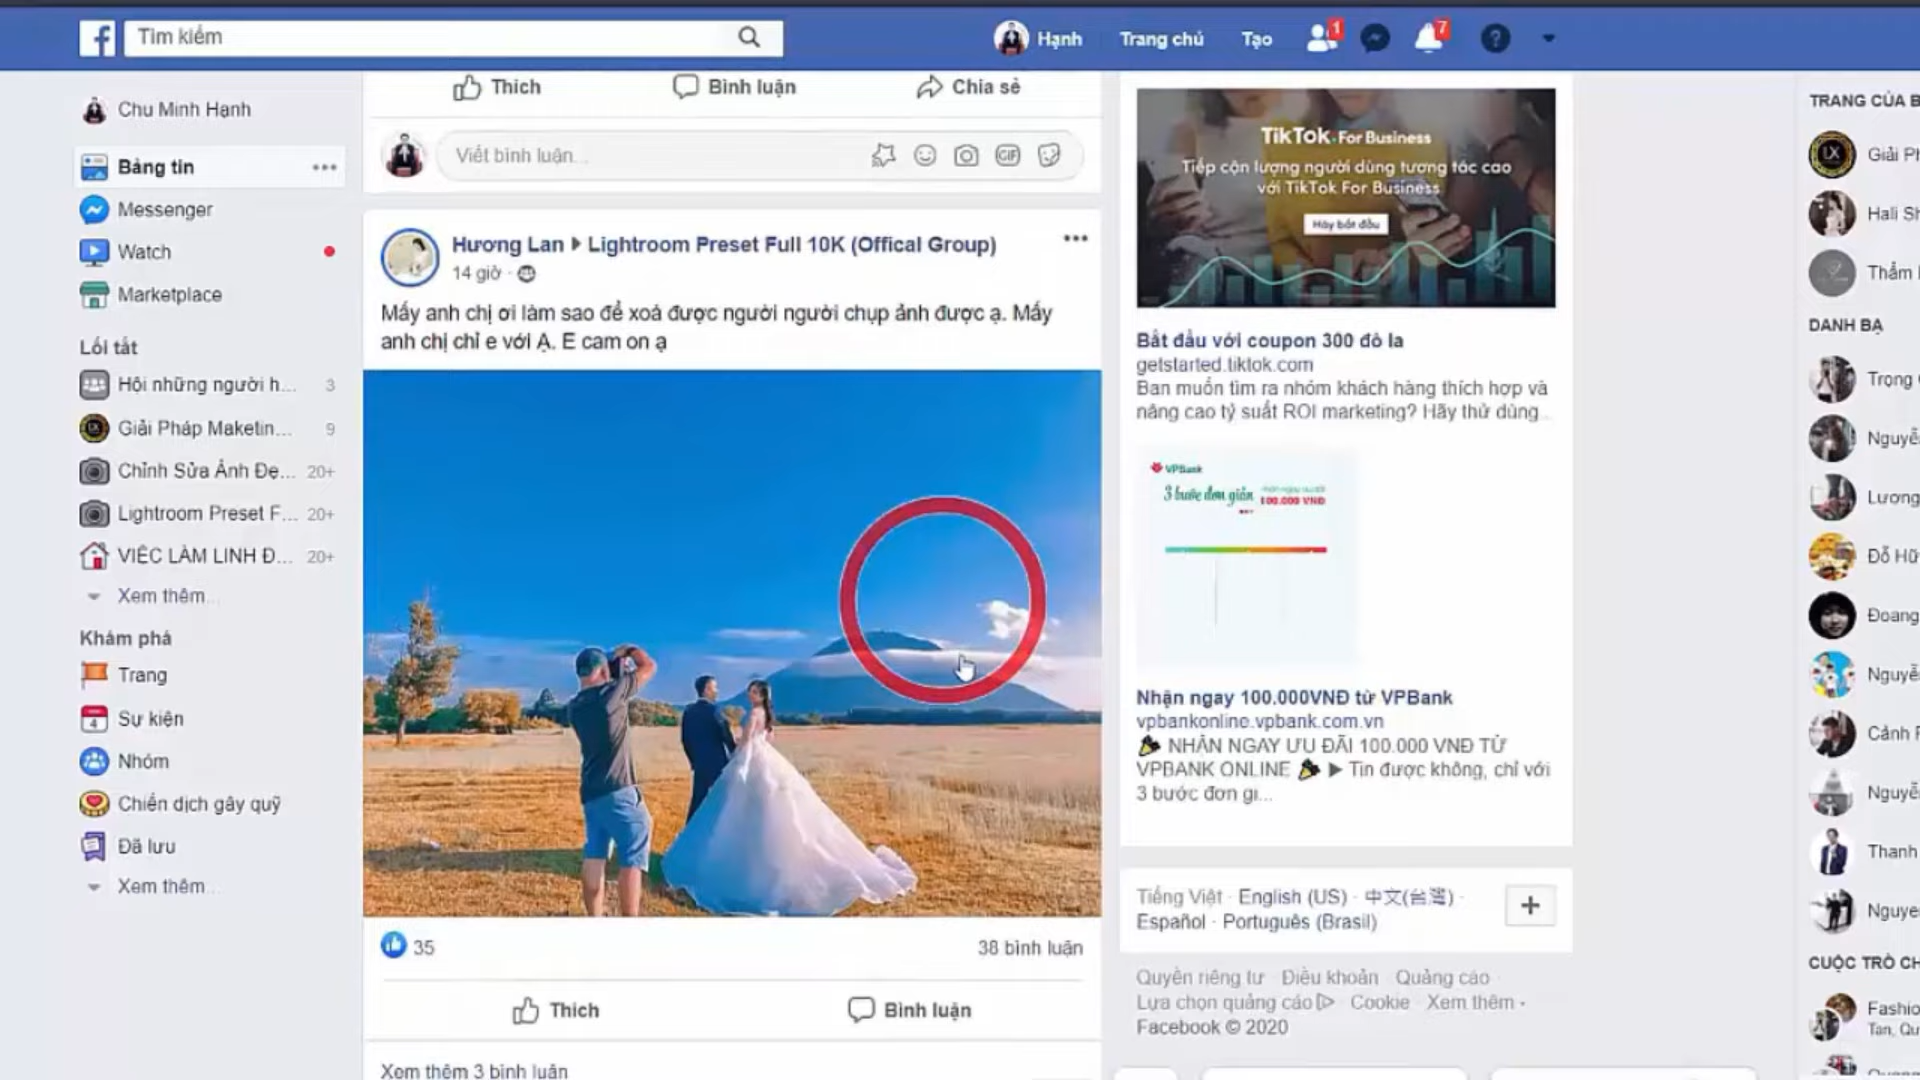 Tìm kiếm
Hạnh
Trang chủ
Tạo
1
7
Chu Minh Hạnh
Bảng tin
Messenger
Watch
Marketplace
Lối tắt
Hội những người h... 3
Giải Pháp Maketin... 9
Chỉnh Sửa Ảnh Đẹ... 20+
Lightroom Preset F... 20+
VIỆC LÀM LINH Đ... 20+
Xem thêm...
Khám phá
Trang
Sự kiện
Nhóm
Chiến dịch gây quỹ
Đã lưu
Xem thêm...
Thích
Bình luận
Chia sẻ
Viết bình luận...
GIF
Hương Lan ▸ Lightroom Preset Full 10K (Offical Group)
14 giờ ·
Mấy anh chị ơi làm sao để xoá được người người chụp ảnh được ạ. Mấy
anh chị chỉ e với Ạ. E cam on ạ
35
38 bình luận
Thích
Bình luận
Xem thêm 3 bình luận
TikTok For Business
Tiếp cận lượng người dùng tương tác cao
với TikTok For Business
Hãy bắt đầu
Bắt đầu với coupon 300 đô la
getstarted.tiktok.com
Bạn muốn tìm ra nhóm khách hàng thích hợp và
nâng cao tỷ suất ROI marketing? Hãy thử dùng...
VPBank
3 bước đơn giản
100.000 VNĐ
Nhận ngay 100.000VNĐ từ VPBank
vpbankonline.vpbank.com.vn
NHẬN NGAY ƯU ĐÃI 100.000 VNĐ TỪ
VPBANK ONLINE ▶ Tin được không, chỉ với
3 bước đơn gi...
Tiếng Việt · English (US) · 中文(台灣) ·
Español · Português (Brasil)
Quyền riêng tư · Điều khoản · Quảng cáo ·
Lựa chọn quảng cáo · Cookie · Xem thêm
Facebook © 2020
TRANG CỦA B
Giải Ph
Hali Sh
Thẩm
DANH BẠ
Trọng
Nguyễ
Lương
Đỗ Hữ
Đoang
Nguyễ
Cảnh
Nguyễ
Thanh
Nguye
CUỘC TRÒ CH
Fashio
Tan, Qu